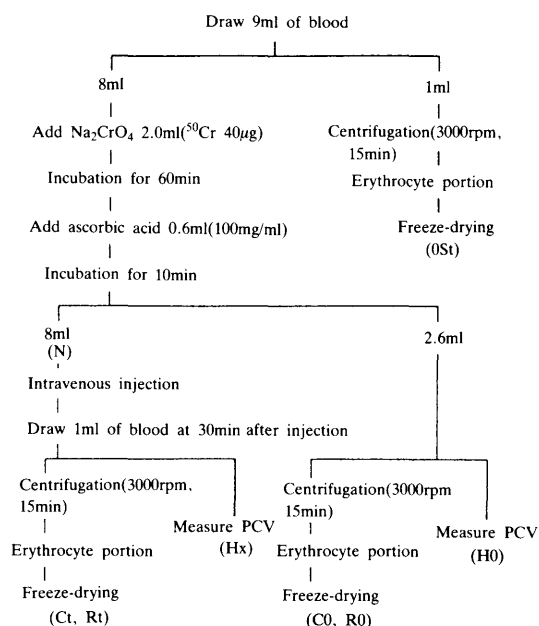 Draw 9ml of blood
8ml
1ml
Add Na₂CrO₄ 2.0ml(⁵⁰Cr 40μg)
Centrifugation(3000rpm,
15min)
Incubation for 60min
Erythrocyte portion
Add ascorbic acid 0.6ml(100mg/ml)
Freeze-drying
(0St)
Incubation for 10min
8ml
(N)
2.6ml
Intravenous injection
Draw 1ml of blood at 30min after injection
Centrifugation(3000rpm,
15min)
Measure PCV
(Hx)
Centrifugation(3000rpm
15min)
Measure PCV
(H0)
Erythrocyte portion
Erythrocyte portion
Freeze-drying
(Ct, Rt)
Freeze-drying
(C0, R0)